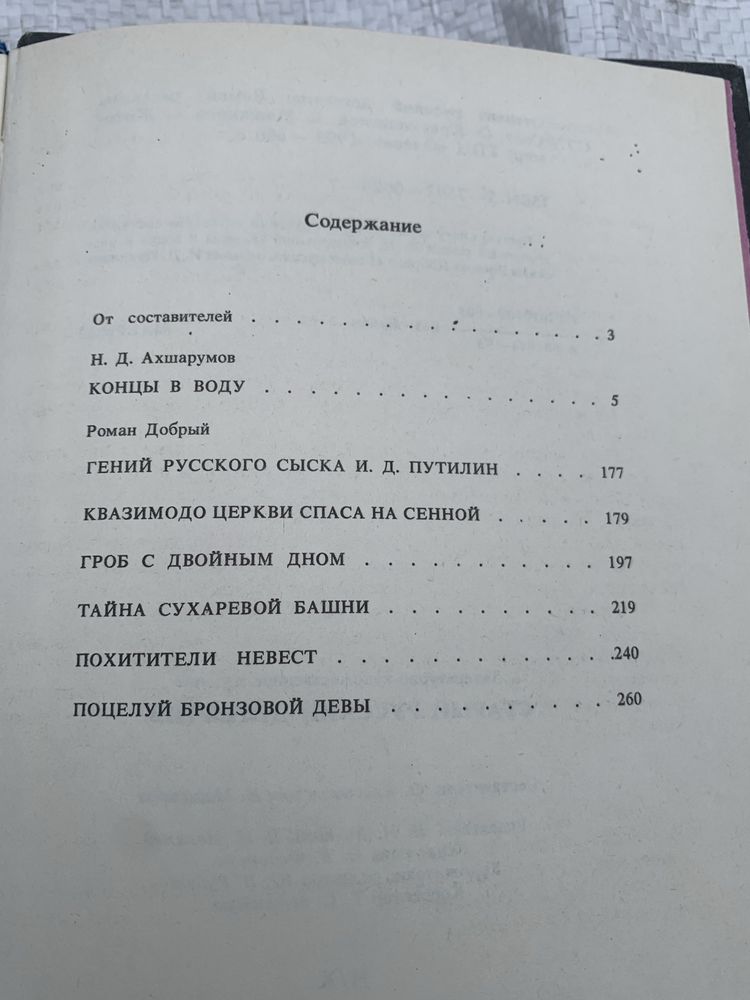 Содержание
От составителей . . . . . . . . . . . . . . . . 3
Н. Д. Ахшарумов
КОНЦЫ В ВОДУ . . . . . . . . . . . . . . . 5
Роман Добрый
ГЕНИЙ РУССКОГО СЫСКА И. Д. ПУТИЛИН . . . . 177
КВАЗИМОДО ЦЕРКВИ СПАСА НА СЕННОЙ . . . . . 179
ГРОБ С ДВОЙНЫМ ДНОМ . . . . . . . . . . . 197
ТАЙНА СУХАРЕВОЙ БАШНИ . . . . . . . . . . 219
ПОХИТИТЕЛИ НЕВЕСТ . . . . . . . . . . . . 240
ПОЦЕЛУЙ БРОНЗОВОЙ ДЕВЫ . . . . . . . . . . 260